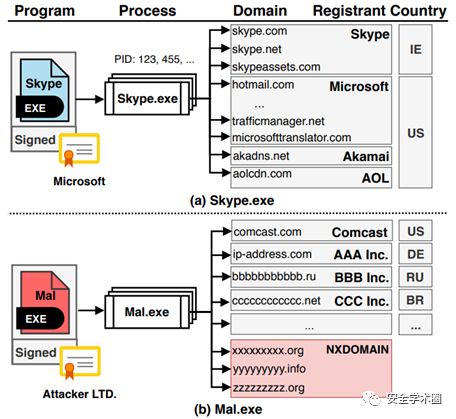 Program Process Domain Registrant Country
Skype
EXE
Signed
Microsoft
PID: 123, 455, ...
Skype.exe
skype.com
skype.net
skypeassets.com
Skype
IE
hotmail.com
...
trafficmanager.net
microsofttranslator.com
Microsoft
US
akadns.net
Akamai
aolcdn.com
AOL
(a) Skype.exe
Mal
EXE
Signed
Attacker LTD.
Mal.exe
comcast.com Comcast US
ip-address.com AAA Inc. DE
bbbbbbbbbbb.ru BBB Inc. RU
cccccccccccc.net CCC Inc. BR
... ... ...
xxxxxxxxx.org NXDOMAIN
yyyyyyyyy.info
zzzzzzzzz.org
(b) Mal.exe
安全学术圈